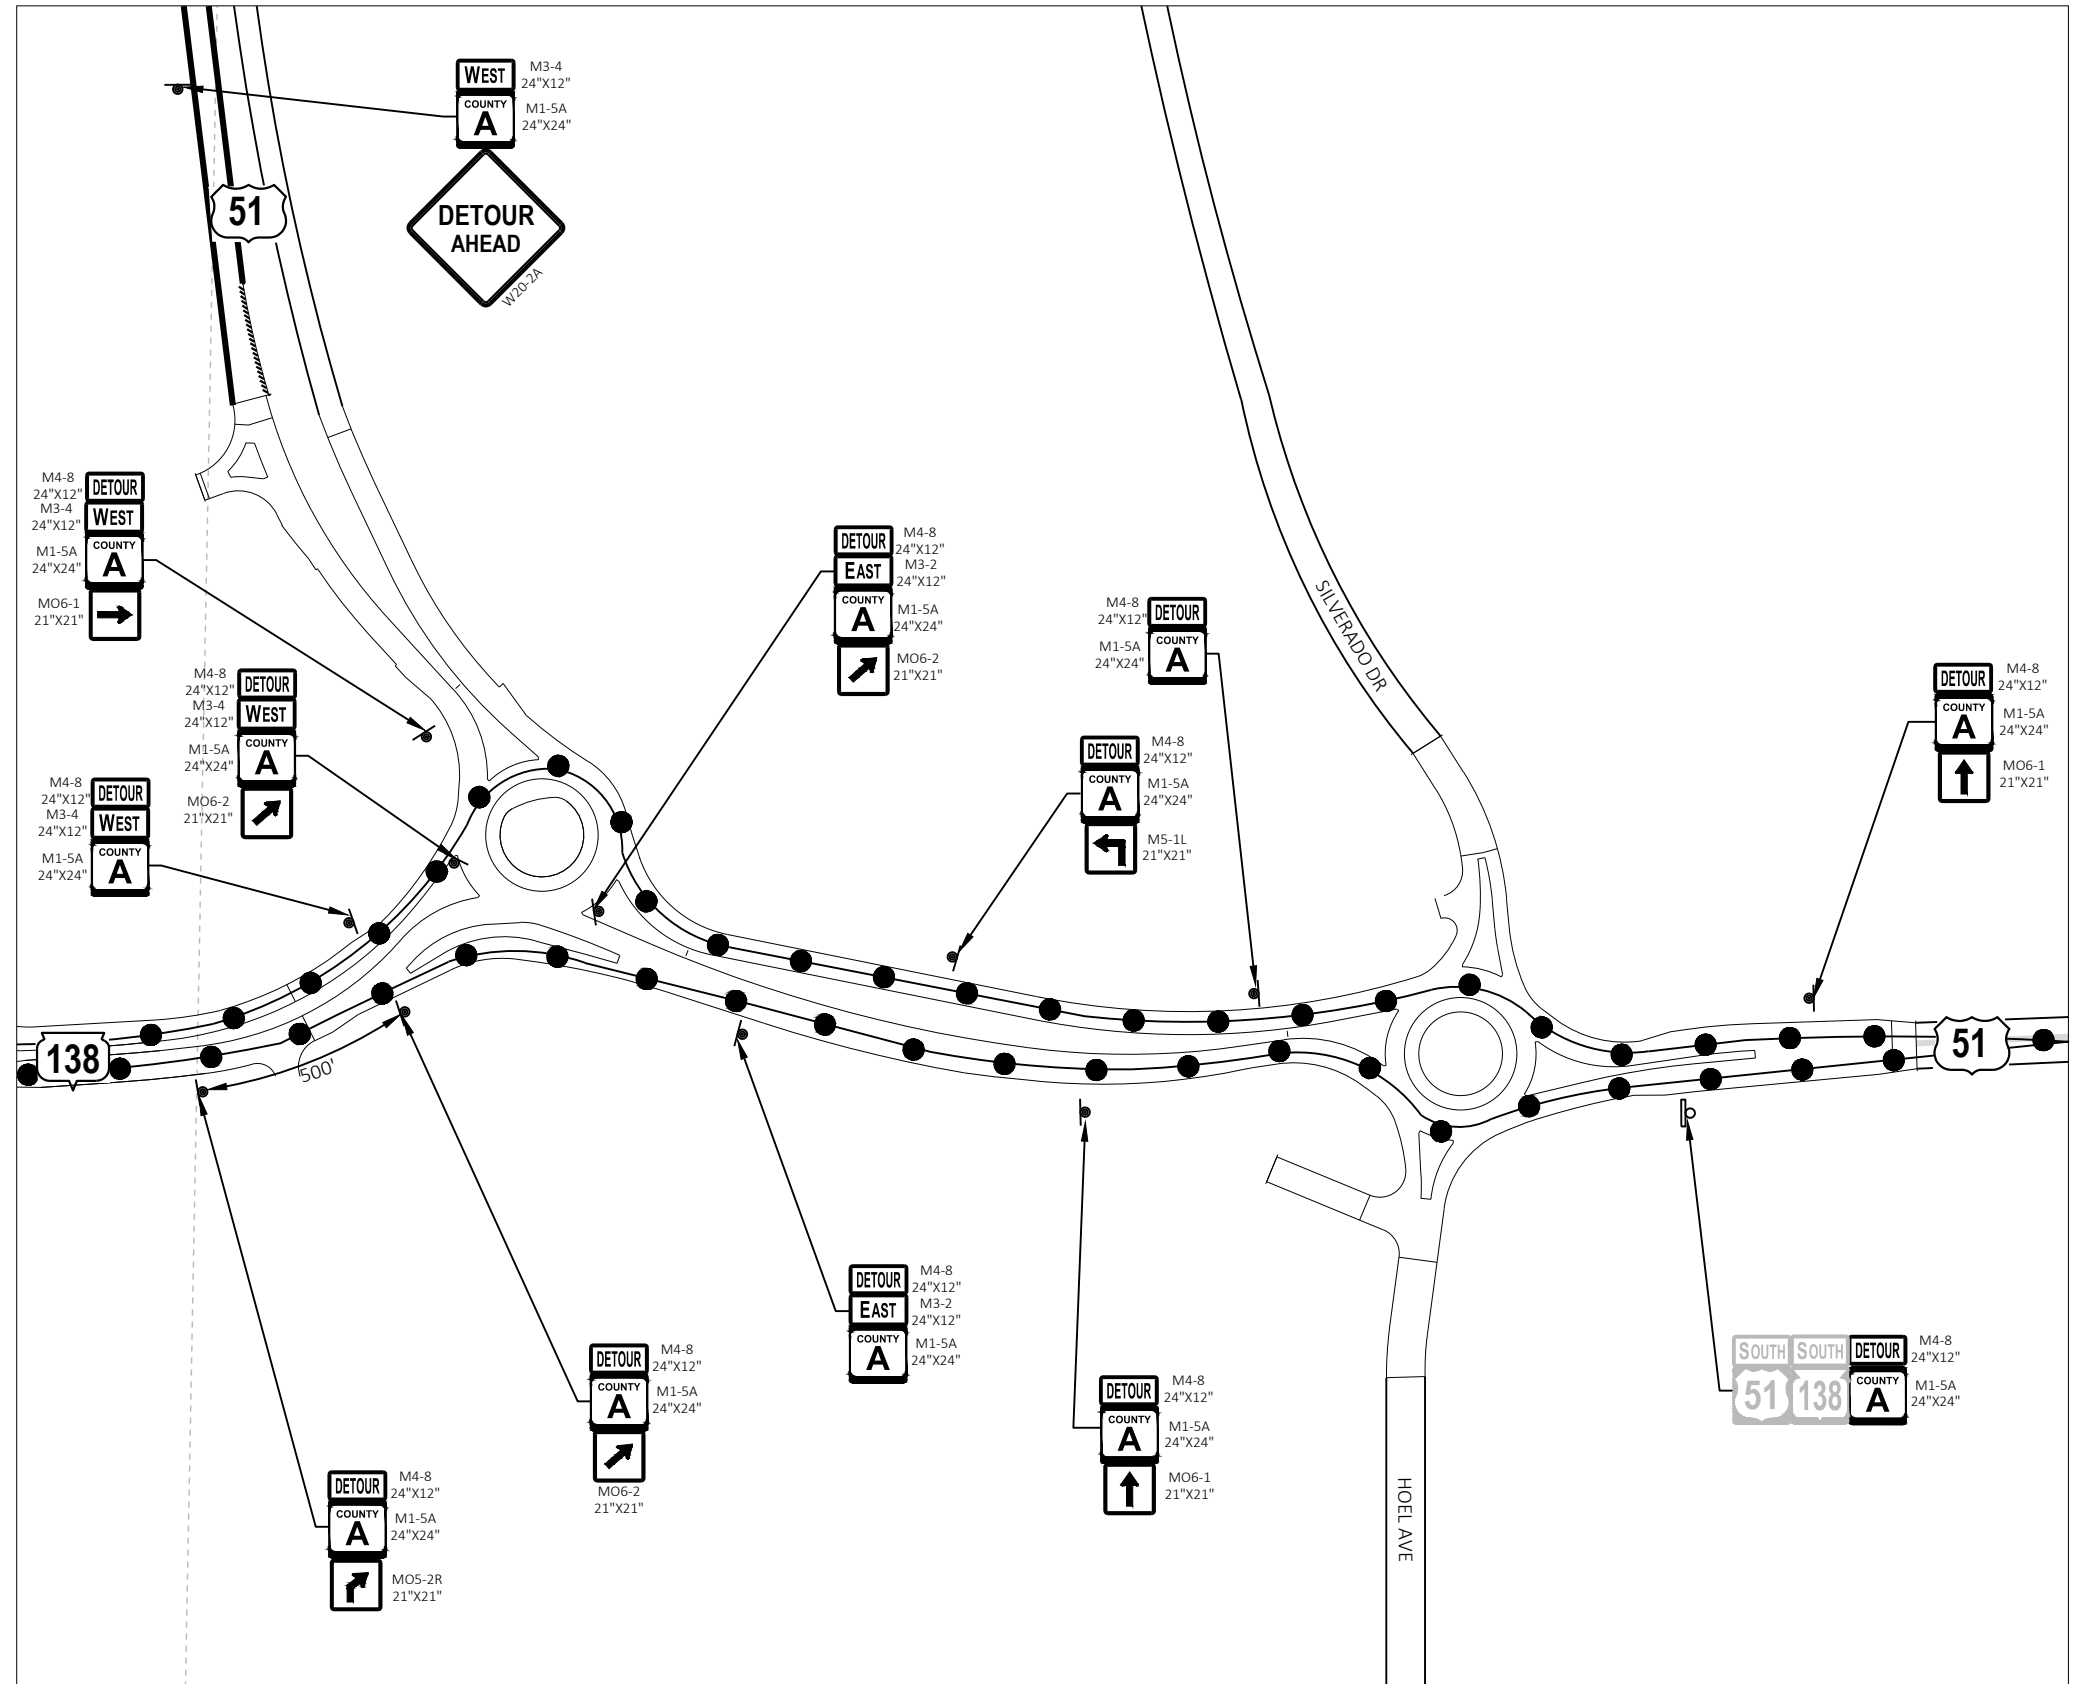 WEST
M3-4
24"X12"
COUNTY
A
M1-5A
24"X24"
DETOUR
AHEAD
W20-2A
51
M4-8
24"X12"
DETOUR
M3-4
24"X12"
WEST
M1-5A
24"X24"
COUNTY
A
MO6-1
21"X21"
M4-8
24"X12"
DETOUR
M3-4
24"X12"
WEST
M1-5A
24"X24"
COUNTY
A
MO6-2
21"X21"
M4-8
24"X12"
DETOUR
M3-4
24"X12"
WEST
M1-5A
24"X24"
COUNTY
A
DETOUR
M4-8
24"X12"
EAST
M3-2
24"X12"
COUNTY
A
M1-5A
24"X24"
MO6-2
21"X21"
M4-8
24"X12"
DETOUR
M1-5A
24"X24"
COUNTY
A
SILVERADO DR
DETOUR
M4-8
24"X12"
COUNTY
A
M1-5A
24"X24"
M5-1L
21"X21"
DETOUR
M4-8
24"X12"
COUNTY
A
M1-5A
24"X24"
MO6-1
21"X21"
138
500'
51
DETOUR
M4-8
24"X12"
EAST
M3-2
24"X12"
COUNTY
A
M1-5A
24"X24"
DETOUR
M4-8
24"X12"
COUNTY
A
M1-5A
24"X24"
MO6-2
21"X21"
DETOUR
M4-8
24"X12"
COUNTY
A
M1-5A
24"X24"
MO6-1
21"X21"
SOUTH SOUTH DETOUR
M4-8
24"X12"
51 138
COUNTY
A
M1-5A
24"X24"
DETOUR
M4-8
24"X12"
COUNTY
A
M1-5A
24"X24"
MO5-2R
21"X21"
HOEL AVE